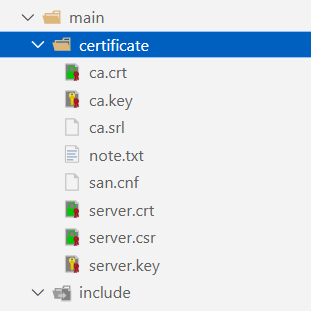 main
certificate
ca.crt
ca.key
ca.srl
note.txt
san.cnf
server.crt
server.csr
server.key
include